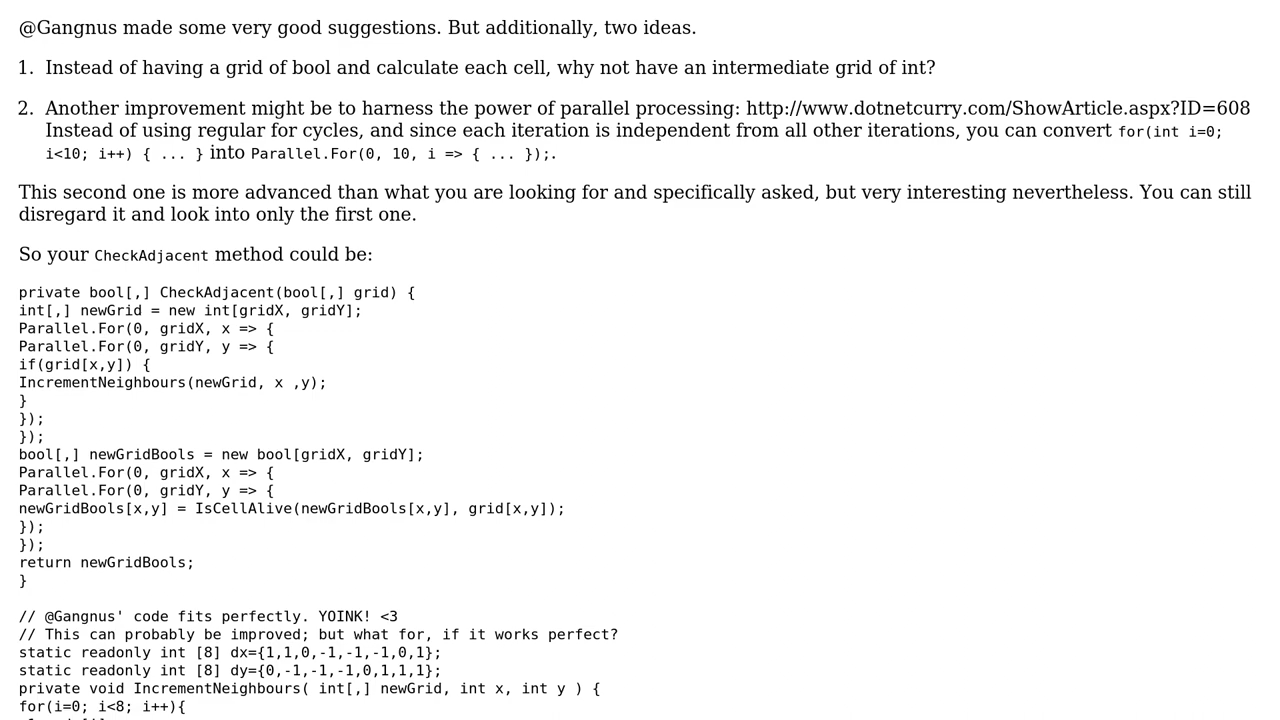 @Gangnus made some very good suggestions. But additionally, two ideas.
1. Instead of having a grid of bool and calculate each cell, why not have an intermediate grid of int?
2. Another improvement might be to harness the power of parallel processing: http://www.dotnetcurry.com/ShowArticle.aspx?ID=608
Instead of using regular for cycles, and since each iteration is independent from all other iterations, you can convert for(int i=0;
i<10; i++) { ... } into Parallel.For(0, 10, i => { ... });.
This second one is more advanced than what you are looking for and specifically asked, but very interesting nevertheless. You can still
disregard it and look into only the first one.
So your CheckAdjacent method could be:
private bool[,] CheckAdjacent(bool[,] grid) {
int[,] newGrid = new int[gridX, gridY];
Parallel.For(0, gridX, x => {
Parallel.For(0, gridY, y => {
if(grid[x,y]) {
IncrementNeighbours(newGrid, x ,y);
}
});
});
bool[,] newGridBools = new bool[gridX, gridY];
Parallel.For(0, gridX, x => {
Parallel.For(0, gridY, y => {
newGridBools[x,y] = IsCellAlive(newGridBools[x,y], grid[x,y]);
});
});
return newGridBools;
}
// @Gangnus' code fits perfectly. YOINK! <3
// This can probably be improved; but what for, if it works perfect?
static readonly int [8] dx={1,1,0,-1,-1,-1,0,1};
static readonly int [8] dy={0,-1,-1,-1,0,1,1,1};
private void IncrementNeighbours( int[,] newGrid, int x, int y ) {
for(i=0; i<8; i++){